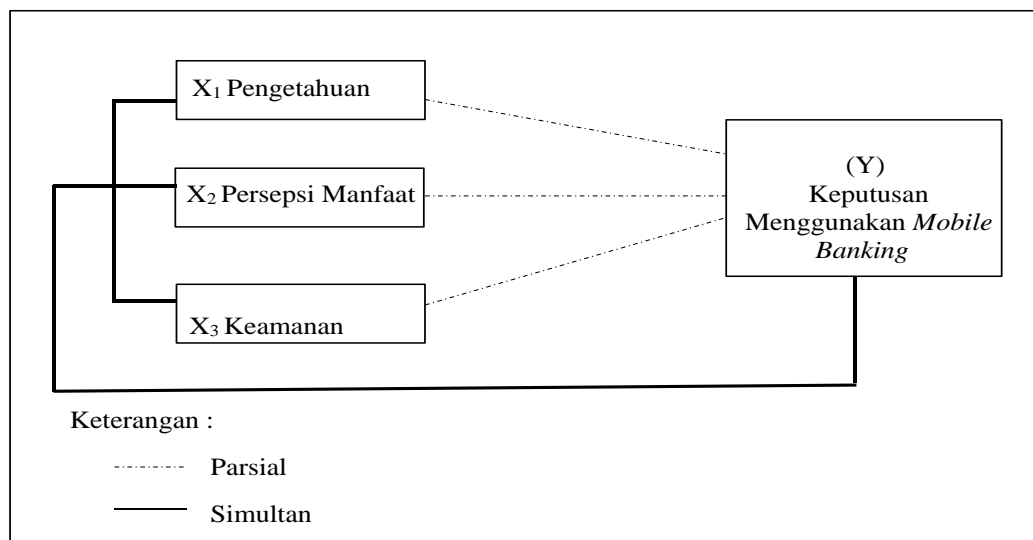 X₁ Pengetahuan
X₂ Persepsi Manfaat
X₃ Keamanan
(Y)
Keputusan
Menggunakan Mobile
Banking
Keterangan :
Parsial
Simultan